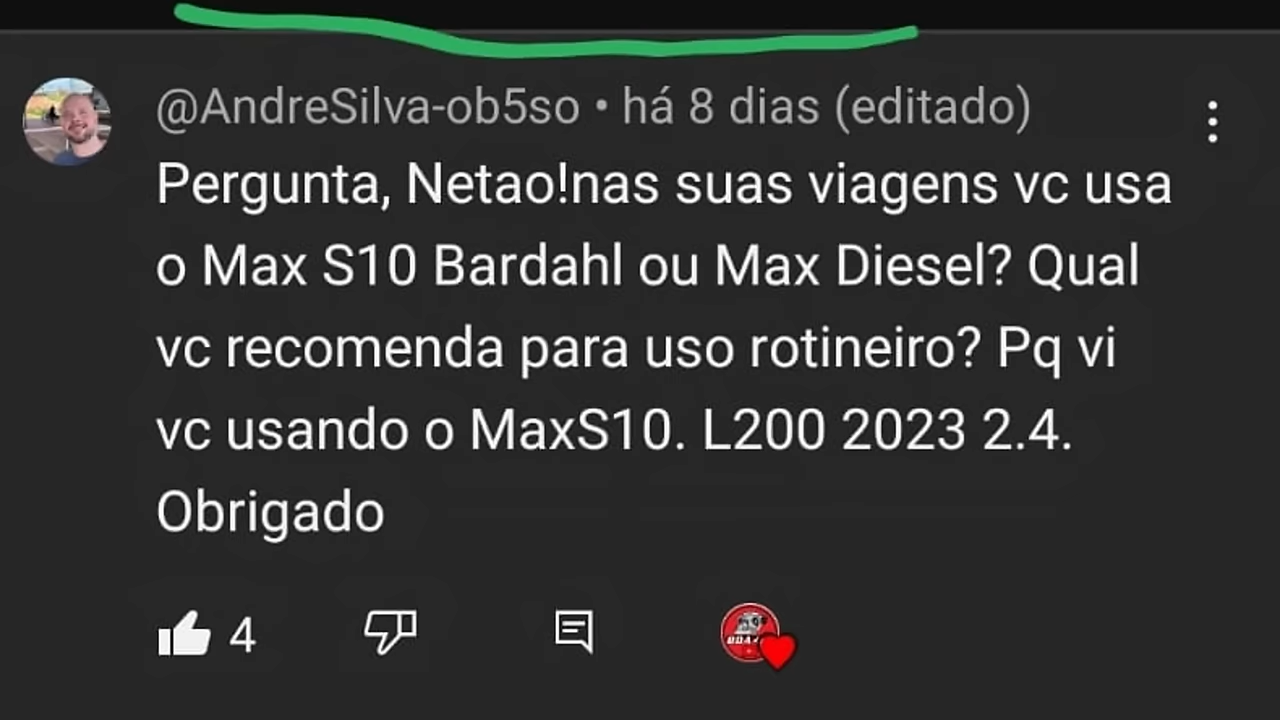 @AndreSilva-ob5so • há 8 dias (editado)
Pergunta, Netao!nas suas viagens vc usa
o Max S10 Bardahl ou Max Diesel? Qual
vc recomenda para uso rotineiro? Pq vi
vc usando o MaxS10. L200 2023 2.4.
Obrigado
4